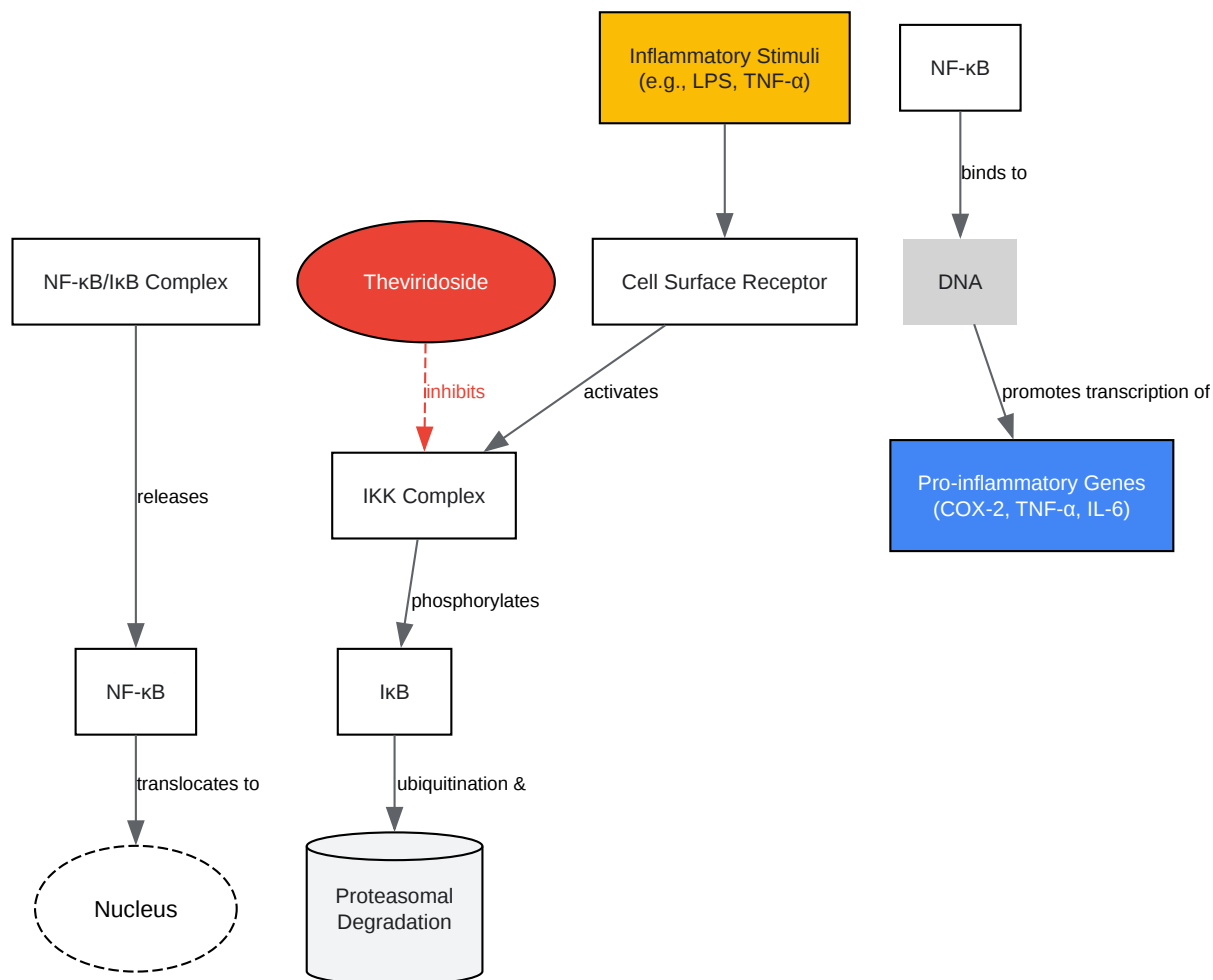 Inflammatory Stimuli
(e.g., LPS, TNF-α)
NF-κB
binds to
NF-κB/IκB Complex
Theviridoside
Cell Surface Receptor
DNA
inhibits
activates
promotes transcription of
releases
IKK Complex
Pro-inflammatory Genes
(COX-2, TNF-α, IL-6)
phosphorylates
NF-κB
IκB
translocates to
ubiquitination &
Nucleus
Proteasomal
Degradation